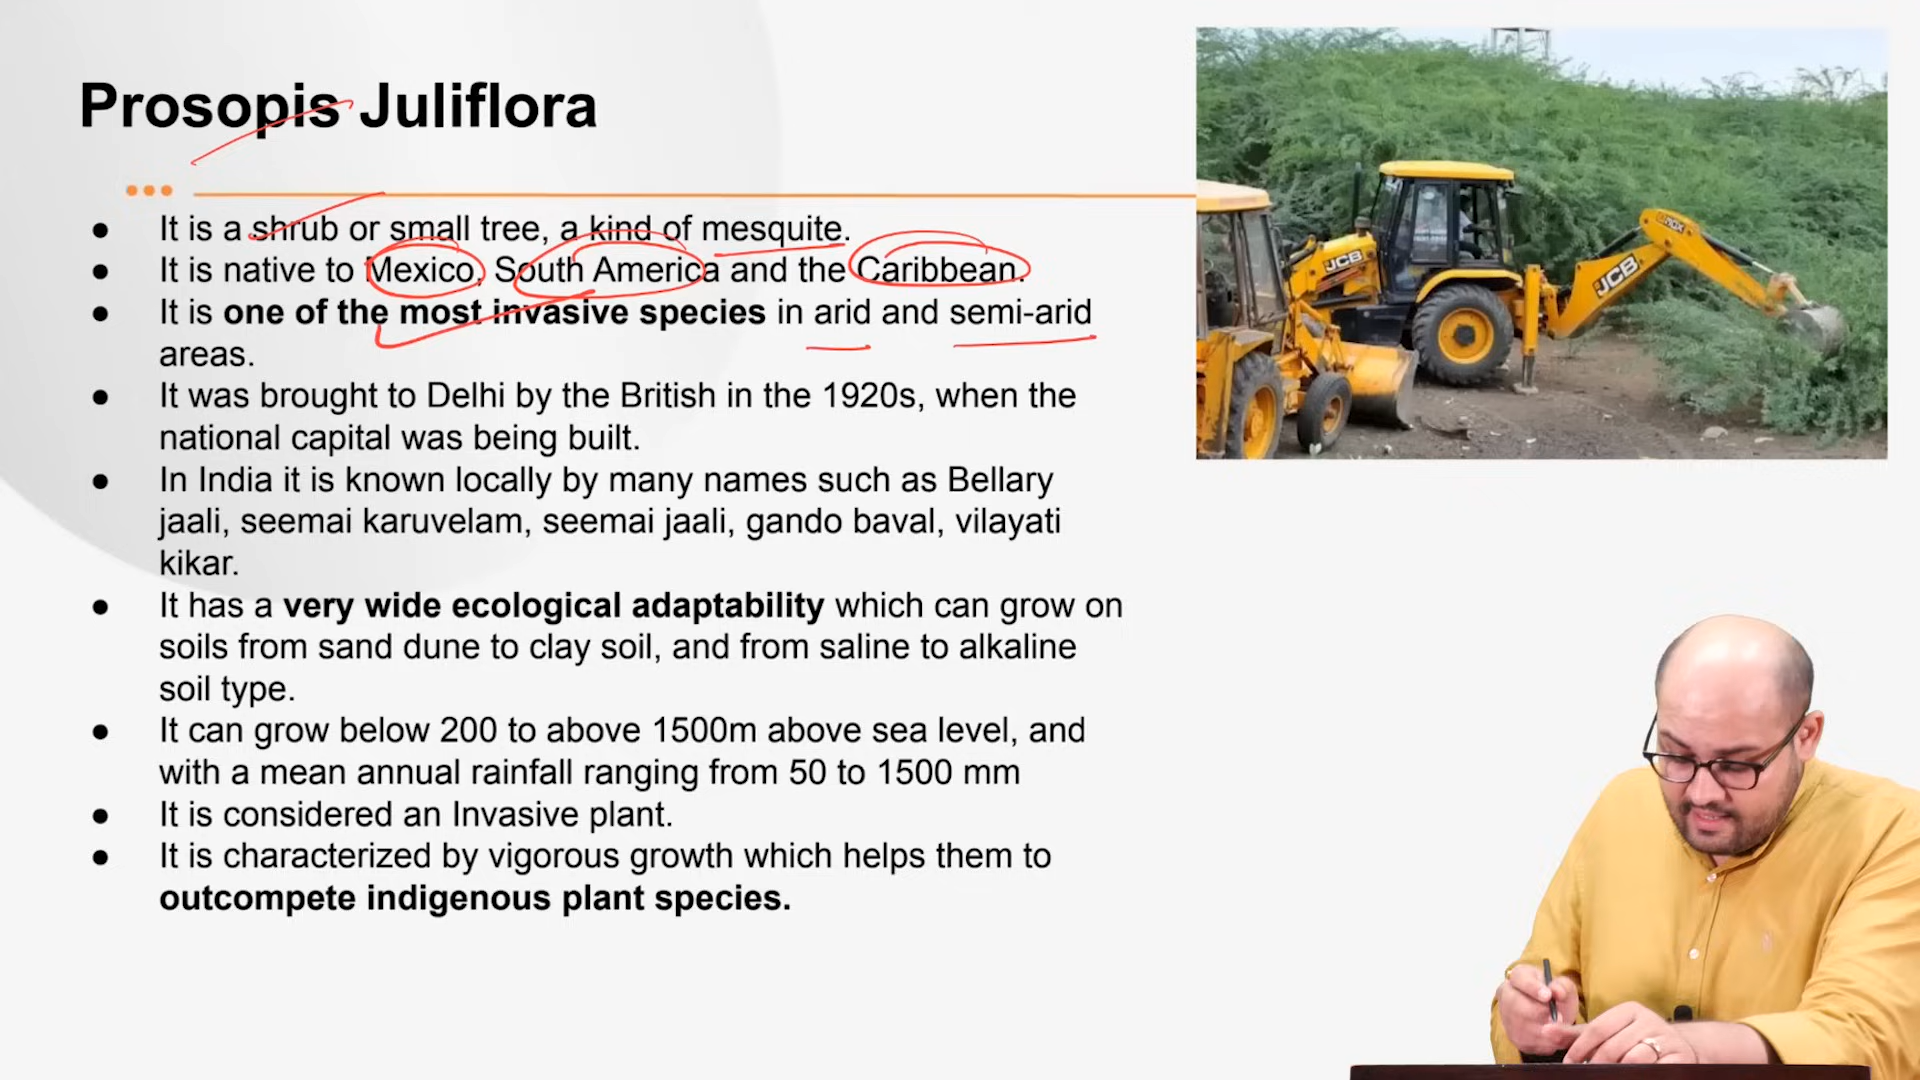 Prosopis Juliflora
● It is a shrub or small tree, a kind of mesquite.
● It is native to Mexico, South America and the Caribbean.
● It is one of the most invasive species in arid and semi-arid
areas.
● It was brought to Delhi by the British in the 1920s, when the
national capital was being built.
● In India it is known locally by many names such as Bellary
jaali, seemai karuvelam, seemai jaali, gando baval, vilayati
kikar.
● It has a very wide ecological adaptability which can grow on
soils from sand dune to clay soil, and from saline to alkaline
soil type.
● It can grow below 200 to above 1500m above sea level, and
with a mean annual rainfall ranging from 50 to 1500 mm
● It is considered an Invasive plant.
● It is characterized by vigorous growth which helps them to
outcompete indigenous plant species.
JCB
JCB